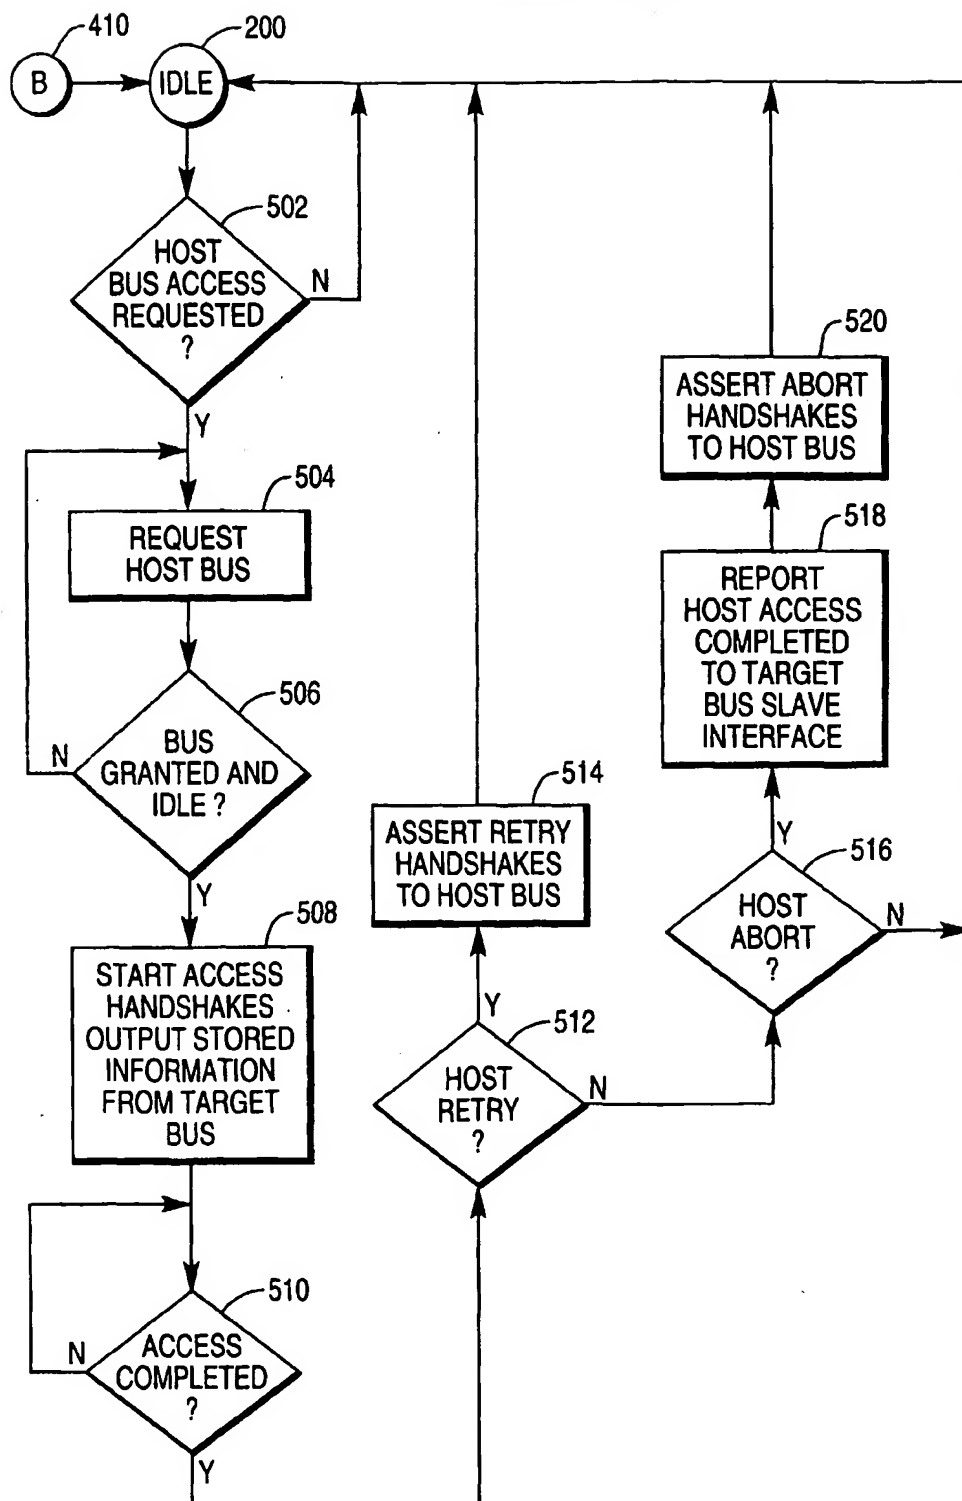 410
200
B
IDLE
502
HOST
BUS ACCESS
REQUESTED
?
N
Y
504
REQUEST
HOST BUS
506
BUS
GRANTED AND
IDLE ?
N
Y
508
START ACCESS
HANDSHAKES
OUTPUT STORED
INFORMATION
FROM TARGET
BUS
510
ACCESS
COMPLETED
?
N
Y
512
HOST
RETRY
?
Y
N
514
ASSERT RETRY
HANDSHAKES
TO HOST BUS
516
HOST
ABORT
?
Y
N
518
REPORT
HOST ACCESS
COMPLETED
TO TARGET
BUS SLAVE
INTERFACE
520
ASSERT ABORT
HANDSHAKES
TO HOST BUS